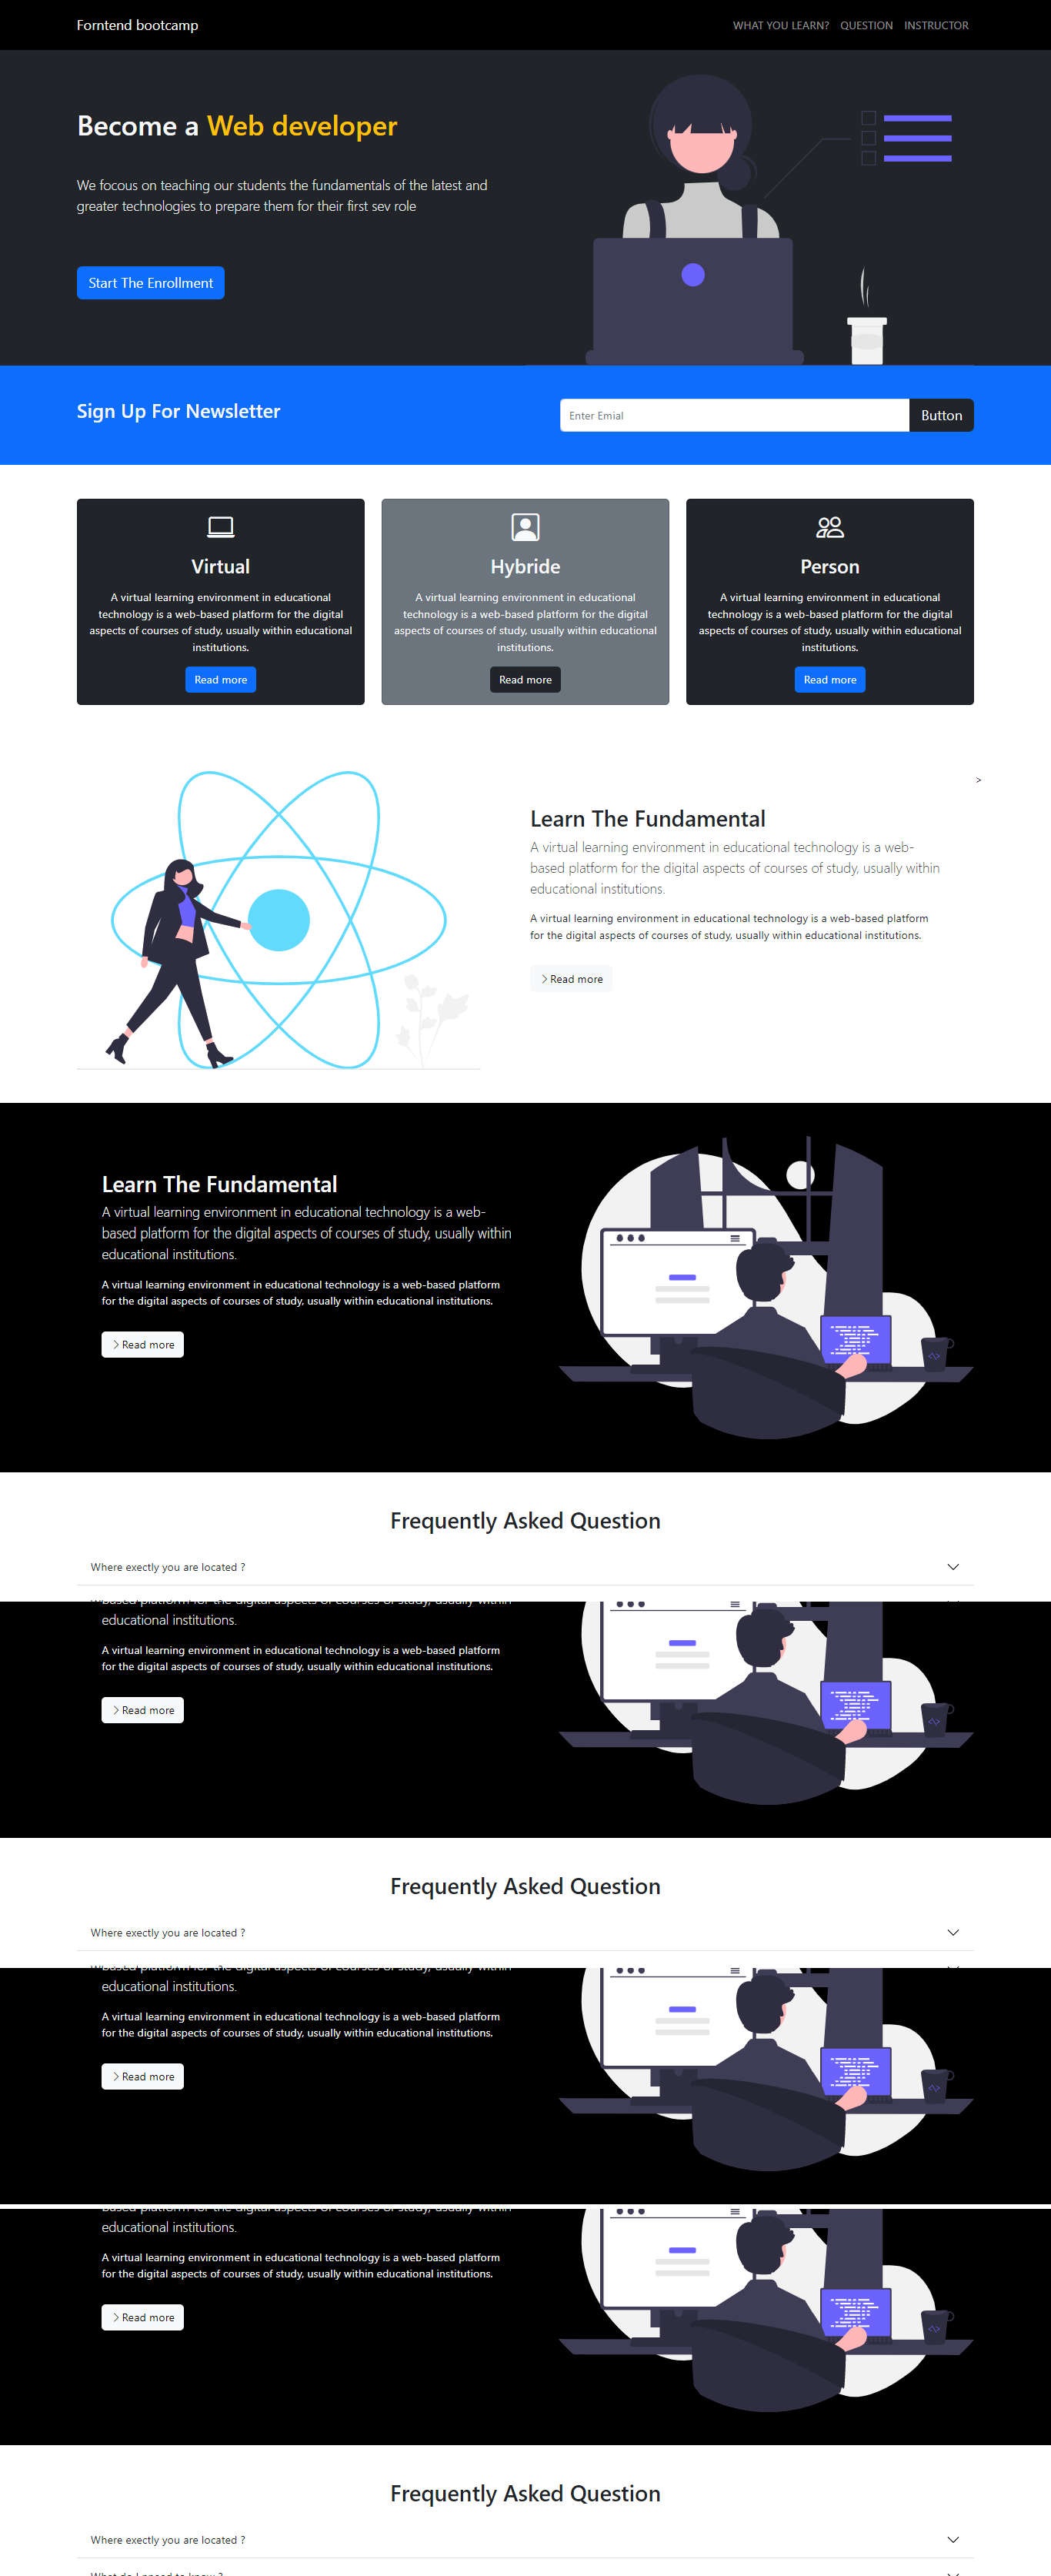 Forntend bootcamp
WHAT YOU LEARN? QUESTION INSTRUCTOR
Become a Web developer
We focous on teaching our students the fundamentals of the latest and
greater technologies to prepare them for their first sev role
Start The Enrollment
Sign Up For Newsletter
Enter Emial
Button
Virtual
A virtual learning environment in educational
technology is a web-based platform for the digital
aspects of courses of study, usually within educational
institutions.
Read more
Hybride
A virtual learning environment in educational
technology is a web-based platform for the digital
aspects of courses of study, usually within educational
institutions.
Read more
Person
A virtual learning environment in educational
technology is a web-based platform for the digital
aspects of courses of study, usually within educational
institutions.
Read more
>
Learn The Fundamental
A virtual learning environment in educational technology is a web-
based platform for the digital aspects of courses of study, usually within
educational institutions.
A virtual learning environment in educational technology is a web-based platform
for the digital aspects of courses of study, usually within educational institutions.
Read more
Learn The Fundamental
A virtual learning environment in educational technology is a web-
based platform for the digital aspects of courses of study, usually within
educational institutions.
A virtual learning environment in educational technology is a web-based platform
for the digital aspects of courses of study, usually within educational institutions.
Read more
Frequently Asked Question
Where exectly you are located ?
based platform for the digital aspects of courses of study, usually within
educational institutions.
A virtual learning environment in educational technology is a web-based platform
for the digital aspects of courses of study, usually within educational institutions.
Read more
Frequently Asked Question
Where exectly you are located ?
based platform for the digital aspects of courses of study, usually within
educational institutions.
A virtual learning environment in educational technology is a web-based platform
for the digital aspects of courses of study, usually within educational institutions.
Read more
based platform for the digital aspects of courses of study, usually within
educational institutions.
A virtual learning environment in educational technology is a web-based platform
for the digital aspects of courses of study, usually within educational institutions.
Read more
Frequently Asked Question
Where exectly you are located ?
What do I need to know ?